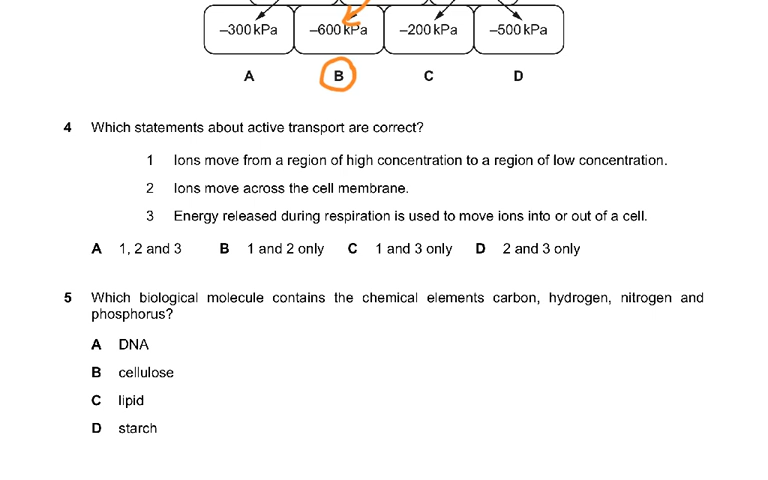 –300 kPa –600 kPa –200 kPa –500 kPa
A B C D
4 Which statements about active transport are correct?
1 Ions move from a region of high concentration to a region of low concentration.
2 Ions move across the cell membrane.
3 Energy released during respiration is used to move ions into or out of a cell.
A 1, 2 and 3 B 1 and 2 only C 1 and 3 only D 2 and 3 only
5 Which biological molecule contains the chemical elements carbon, hydrogen, nitrogen and
phosphorus?
A DNA
B cellulose
C lipid
D starch